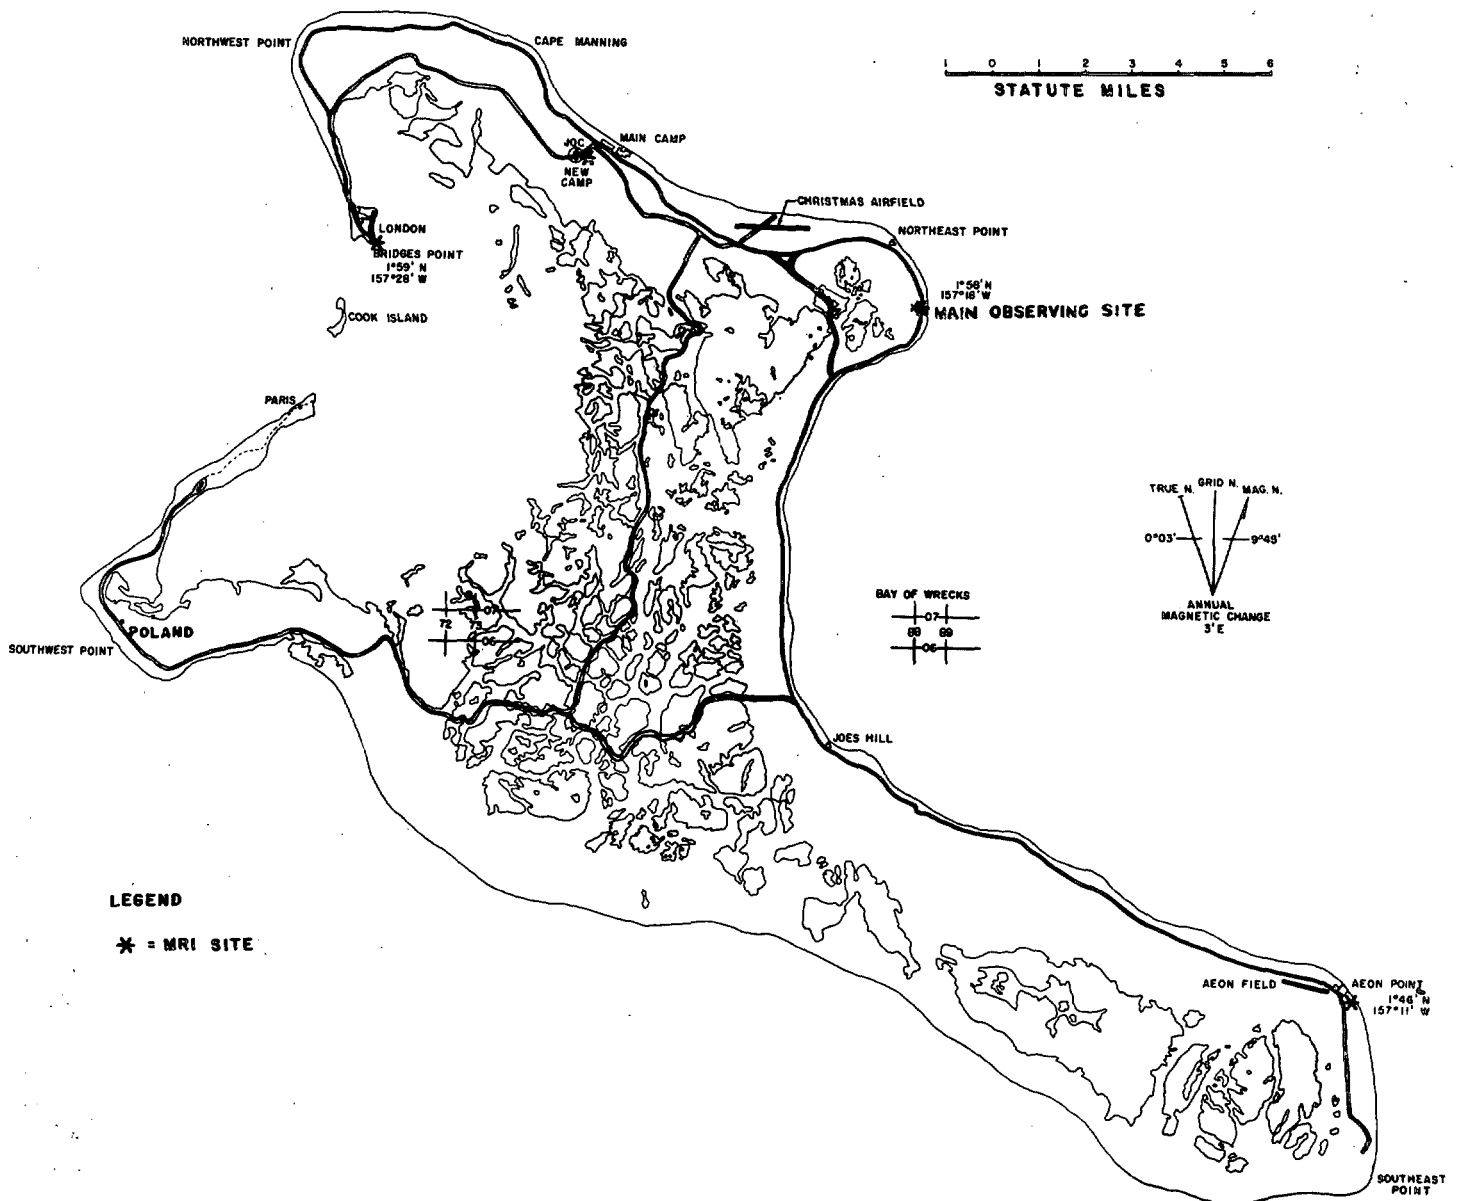 NORTHWEST POINT
CAPE MANNING
1 0 1 2 3 4 5 6
STATUTE MILES
MAIN CAMP
JOC
NEW
CAMP
CHRISTMAS AIRFIELD
LONDON
BRIDGES POINT
1°59' N
157°28' W
NORTHEAST POINT
1°58' N
157°18' W
MAIN OBSERVING SITE
COOK ISLAND
PARIS
TRUE N. GRID N. MAG. N.
0°03' 9°49'
ANNUAL
MAGNETIC CHANGE
3' E
BAY OF WRECKS
07
88 89
06
07
72 73
06
POLAND
SOUTHWEST POINT
JOES HILL
LEGEND
* = MRI SITE
AEON FIELD
AEON POINT
1°46' N
157°11' W
SOUTHEAST
POINT